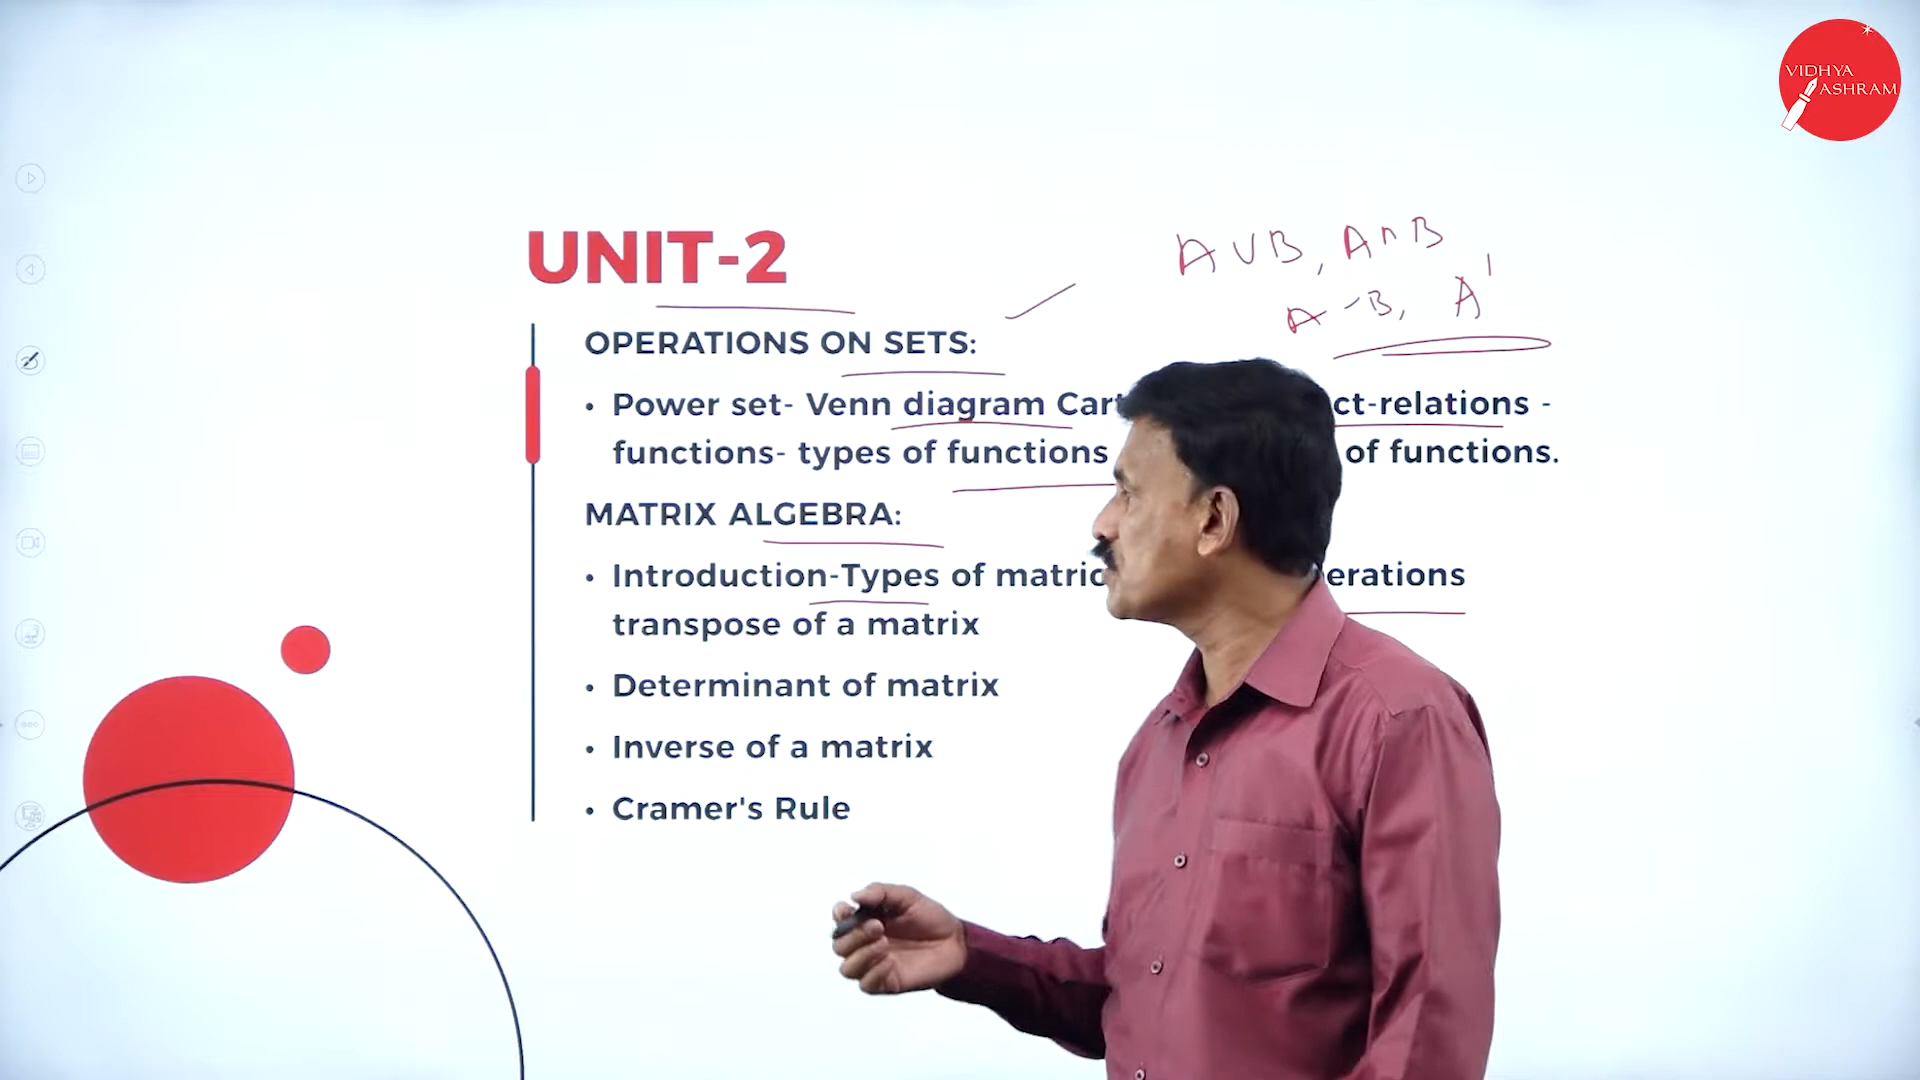 VIDHYA
ASHRAM
UNIT-2
A ∪ B, A ∩ B
A - B, A'
OPERATIONS ON SETS:
• Power set- Venn diagram Cart ct-relations -
functions- types of functions of functions.
MATRIX ALGEBRA:
• Introduction-Types of matric erations
transpose of a matrix
• Determinant of matrix
• Inverse of a matrix
• Cramer's Rule